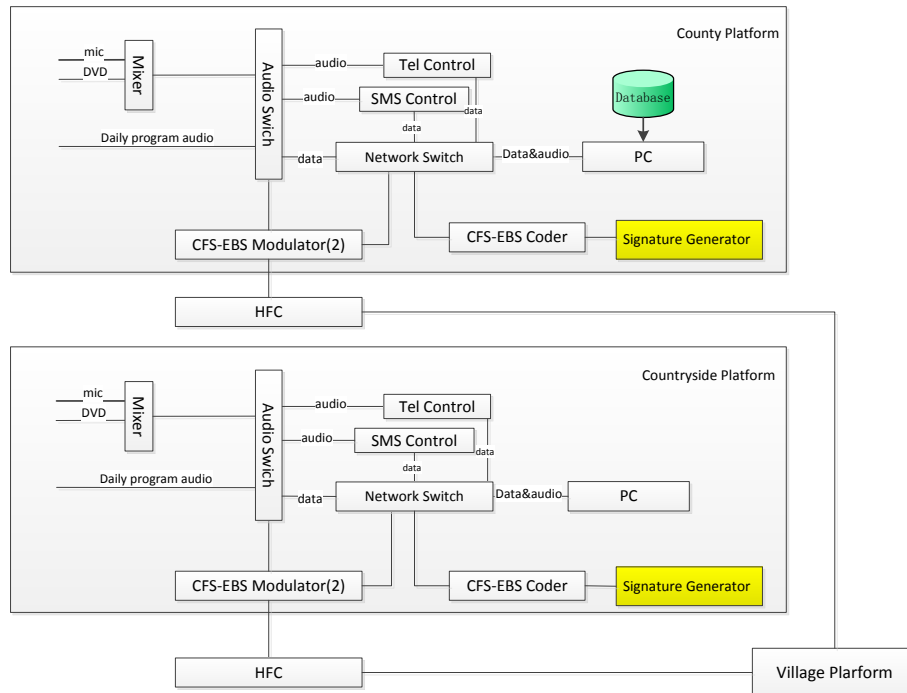 County Platform
mic
DVD
Mixer
Audio Swich
audio
Tel Control
audio
SMS Control
data
data
Database
Daily program audio
data
Network Switch
Data&audio
PC
CFS-EBS Modulator(2)
CFS-EBS Coder
Signature Generator
HFC
Countryside Platform
mic
DVD
Mixer
Audio Swich
audio
Tel Control
audio
SMS Control
data
data
Daily program audio
data
Network Switch
Data&audio
PC
CFS-EBS Modulator(2)
CFS-EBS Coder
Signature Generator
HFC
Village Plarform